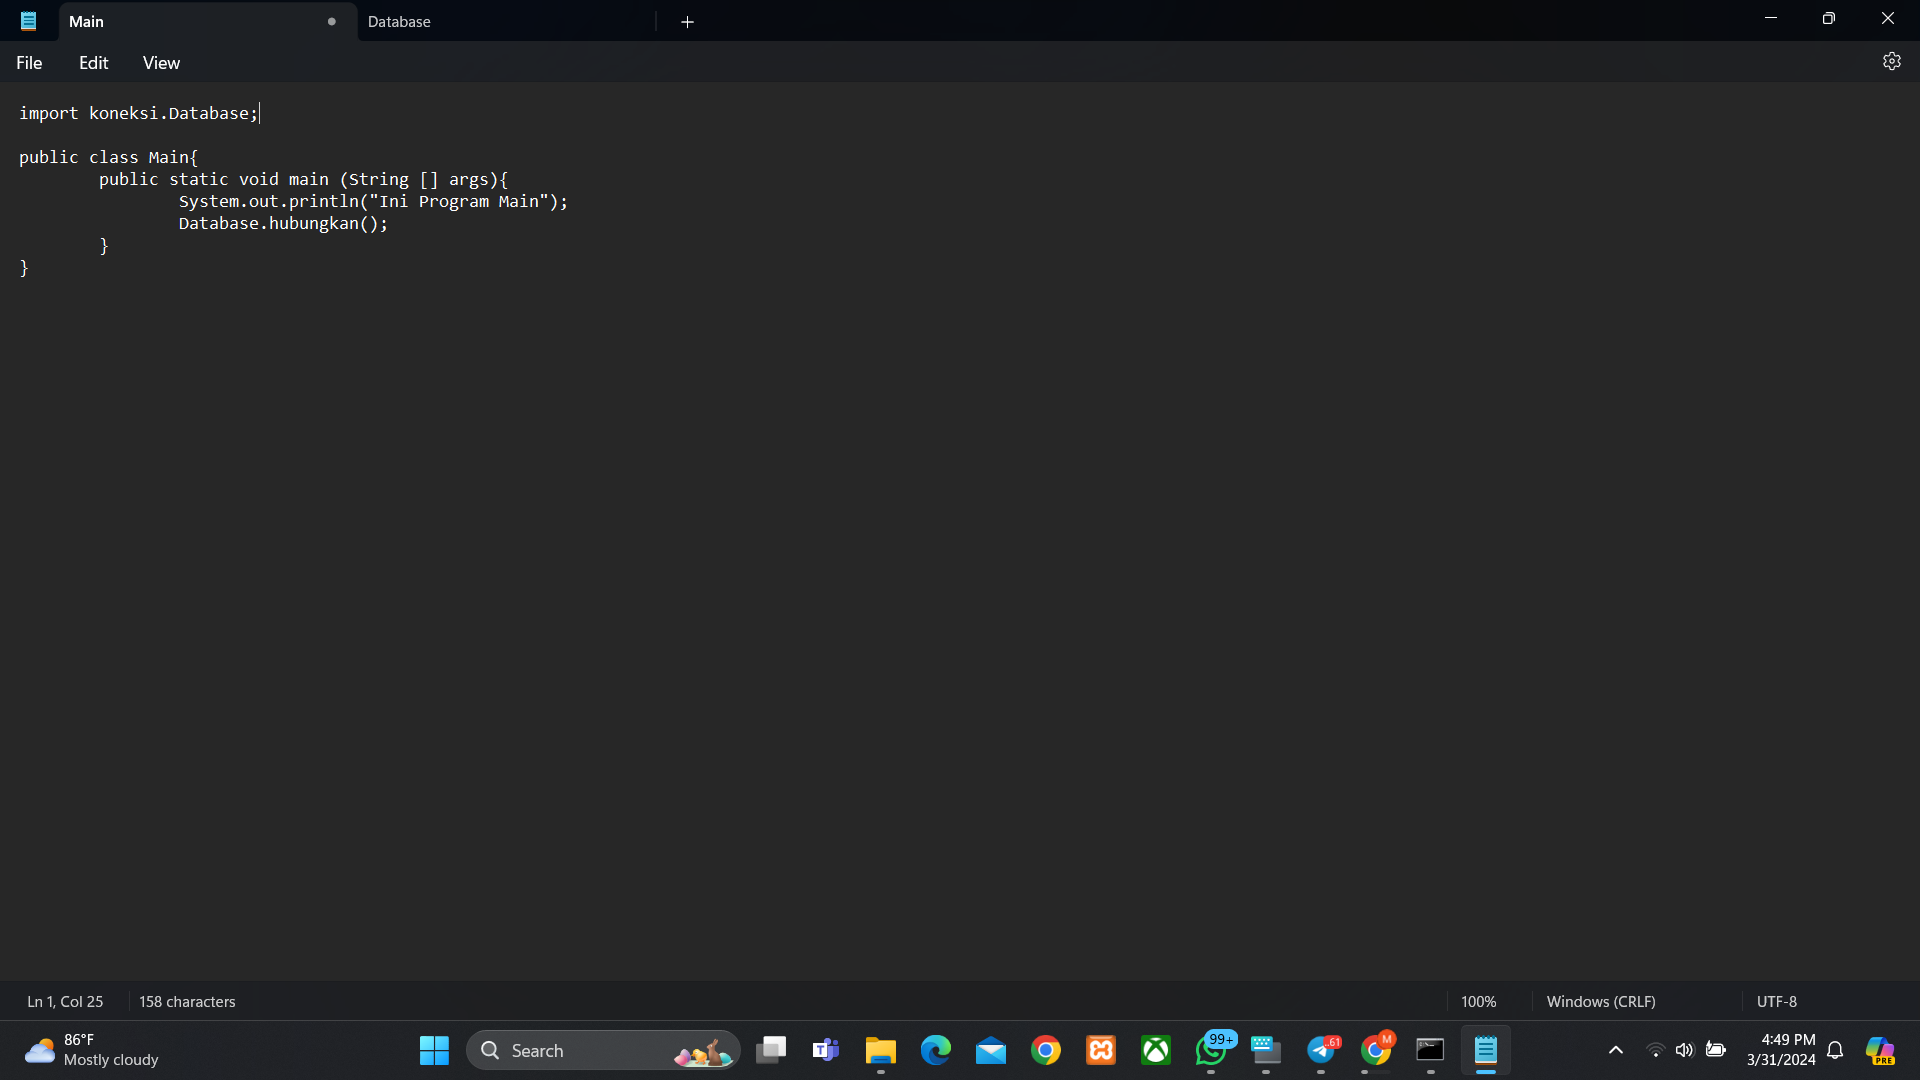 Main
Database
File Edit View
import koneksi.Database;
public class Main{
public static void main (String [] args){
System.out.println("Ini Program Main");
Database.hubungkan();
}
}
Ln 1, Col 25
158 characters
100%
Windows (CRLF)
UTF-8
86°F
Mostly cloudy
Search
99+
61
M
4:49 PM
3/31/2024
PRE